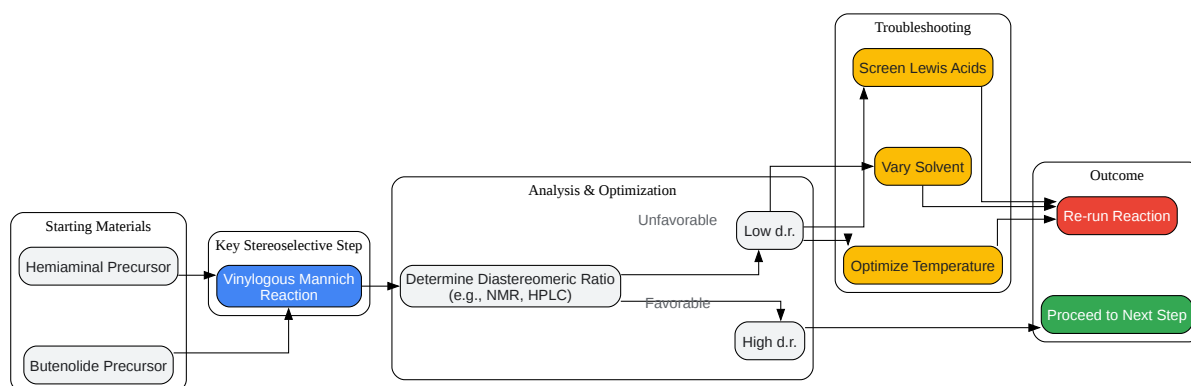 Troubleshooting
Screen Lewis Acids
Vary Solvent
Optimize Temperature
Outcome
Re-run Reaction
Proceed to Next Step
Analysis & Optimization
Unfavorable
Low d.r.
Determine Diastereomeric Ratio
(e.g., NMR, HPLC)
Favorable
High d.r.
Starting Materials
Hemiaminal Precursor
Butenolide Precursor
Key Stereoselective Step
Vinylogous Mannich
Reaction